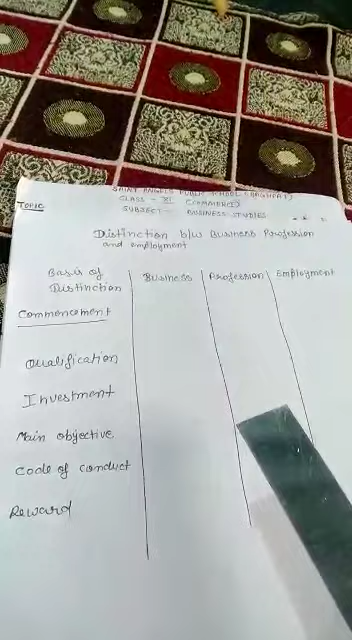 SAINT ANGELS PUBLIC SCHOOL (BAGHPAT)
CLASS - XI (COMMERCE)
SUBJECT - BUSINESS STUDIES
TOPIC
Distinction b/w Business Profession
and employment
Basis of Distinction
Business
Profession
Employment
Commencement
Qualification
Investment
Main objective
Code of conduct
Reward